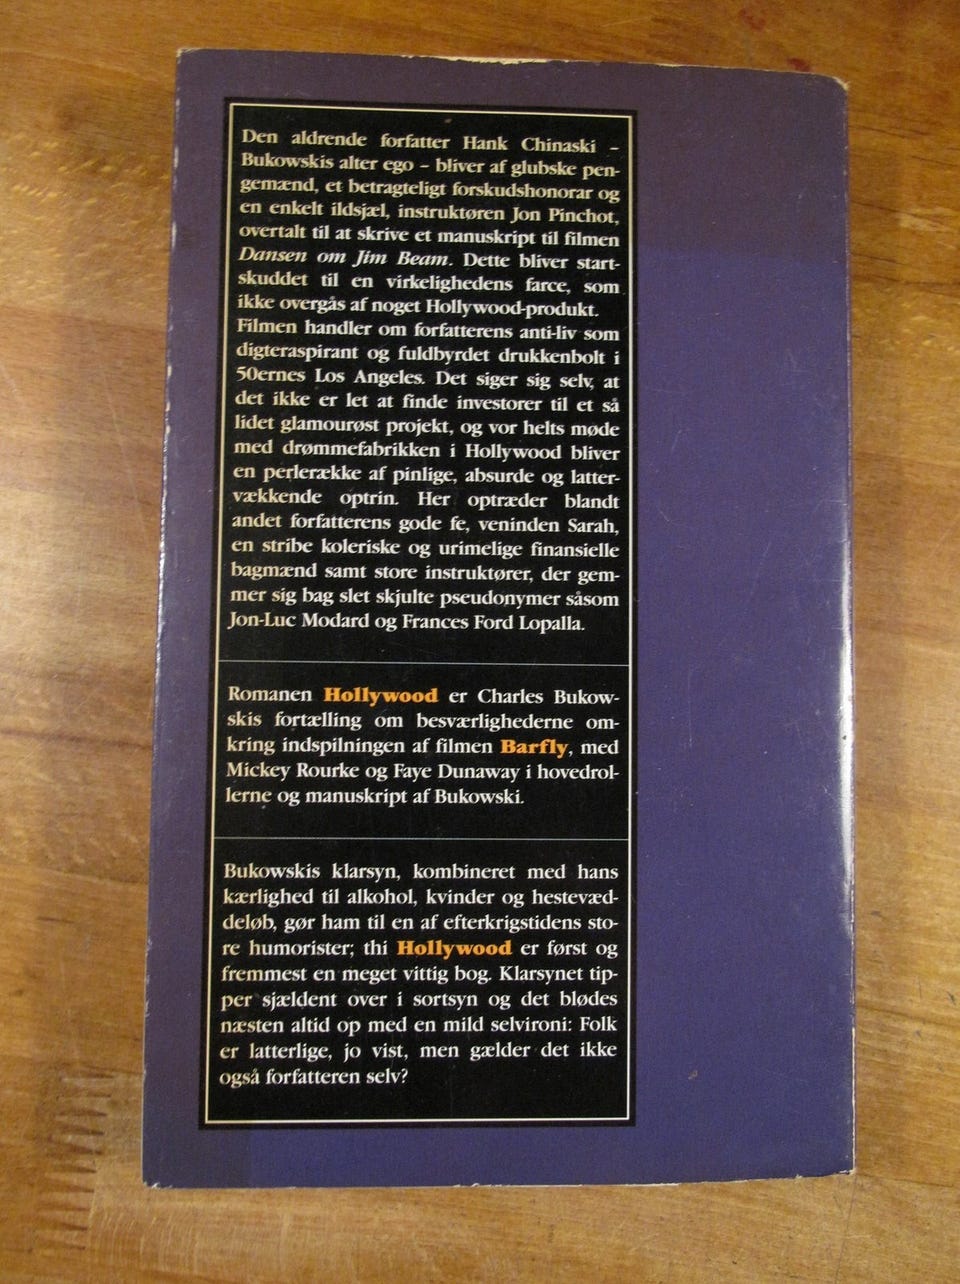 Den aldrende forfatter Hank Chinaski –
Bukowskis alter ego – bliver af glubske pen-
gemænd, et betragteligt forskudshonorar og
en enkelt ildsjæl, instruktøren Jon Pinchot,
overtalt til at skrive et manuskript til filmen
Dansen om Jim Beam. Dette bliver start-
skuddet til en virkelighedens farce, som
ikke overgås af noget Hollywood-produkt.
Filmen handler om forfatterens anti-liv som
digteraspirant og fuldbyrdet drukkenbolt i
50ernes Los Angeles. Det siger sig selv, at
det ikke er let at finde investorer til et så
lidet glamourøst projekt, og vor helts møde
med drømmefabrikken i Hollywood bliver
en perlerække af pinlige, absurde og latter-
vækkende optrin. Her optræder blandt
andet forfatterens gode fe, veninden Sarah,
en stribe koleriske og urimelige finansielle
bagmænd samt store instruktører, der gem-
mer sig bag slet skjulte pseudonymer såsom
Jon-Luc Modard og Frances Ford Lopalla.
Romanen Hollywood er Charles Bukow-
skis fortælling om besværlighederne om-
kring indspilningen af filmen Barfly, med
Mickey Rourke og Faye Dunaway i hovedrol-
lerne og manuskript af Bukowski.
Bukowskis klarsyn, kombineret med hans
kærlighed til alkohol, kvinder og hestevæd-
deløb, gør ham til en af efterkrigstidens sto-
re humorister; thi Hollywood er først og
fremmest en meget vittig bog. Klarsynet tip-
per sjældent over i sortsyn og det blødes
næsten altid op med en mild selvironi: Folk
er latterlige, jo vist, men gælder det ikke
også forfatteren selv?